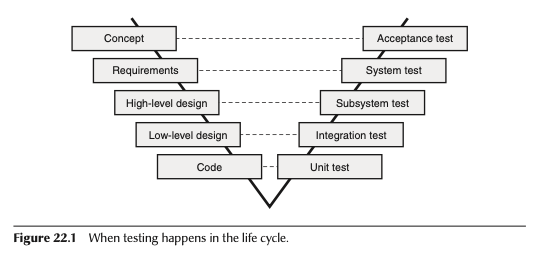 Concept Acceptance test
Requirements System test
High-level design Subsystem test
Low-level design Integration test
Code Unit test
Figure 22.1 When testing happens in the life cycle.